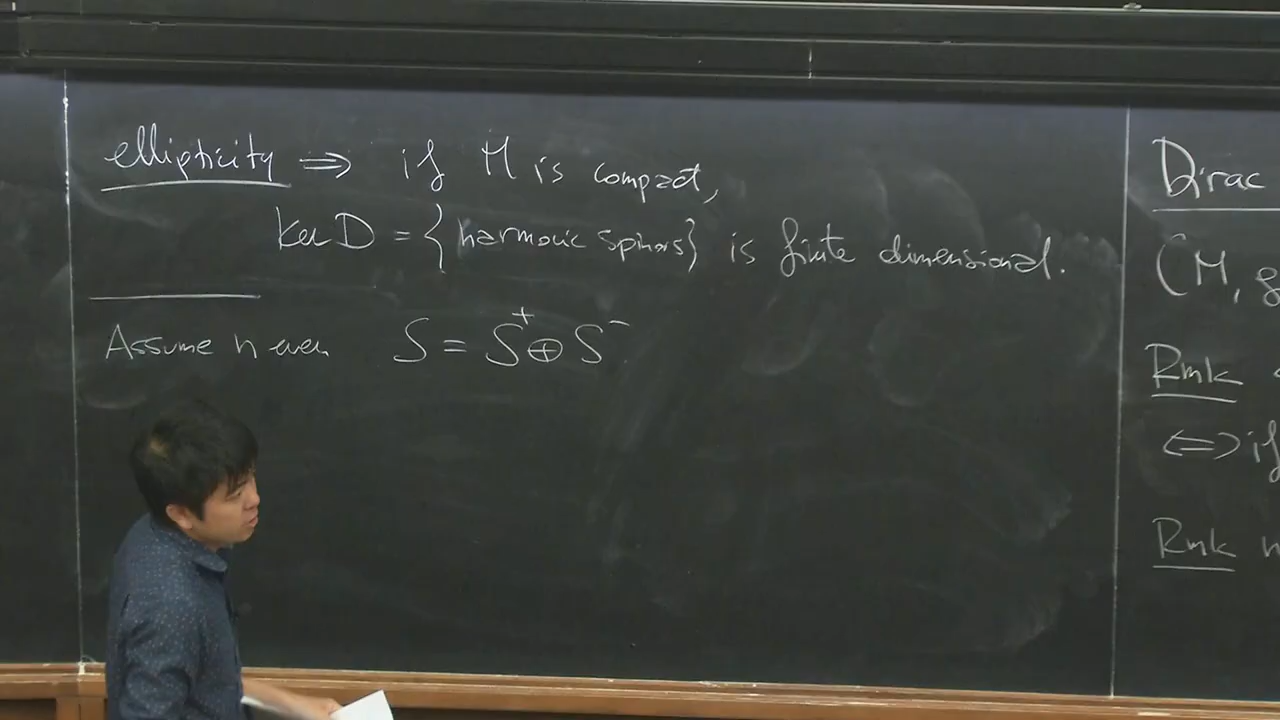 ellipticity ⇒ if M is compact,
Ker D = { harmonic spinors } is finite dimensional.
Assume n even S = S⁺ ⊕ S⁻
Dirac
(M, g
Rmk
⇔ if
Rmk n